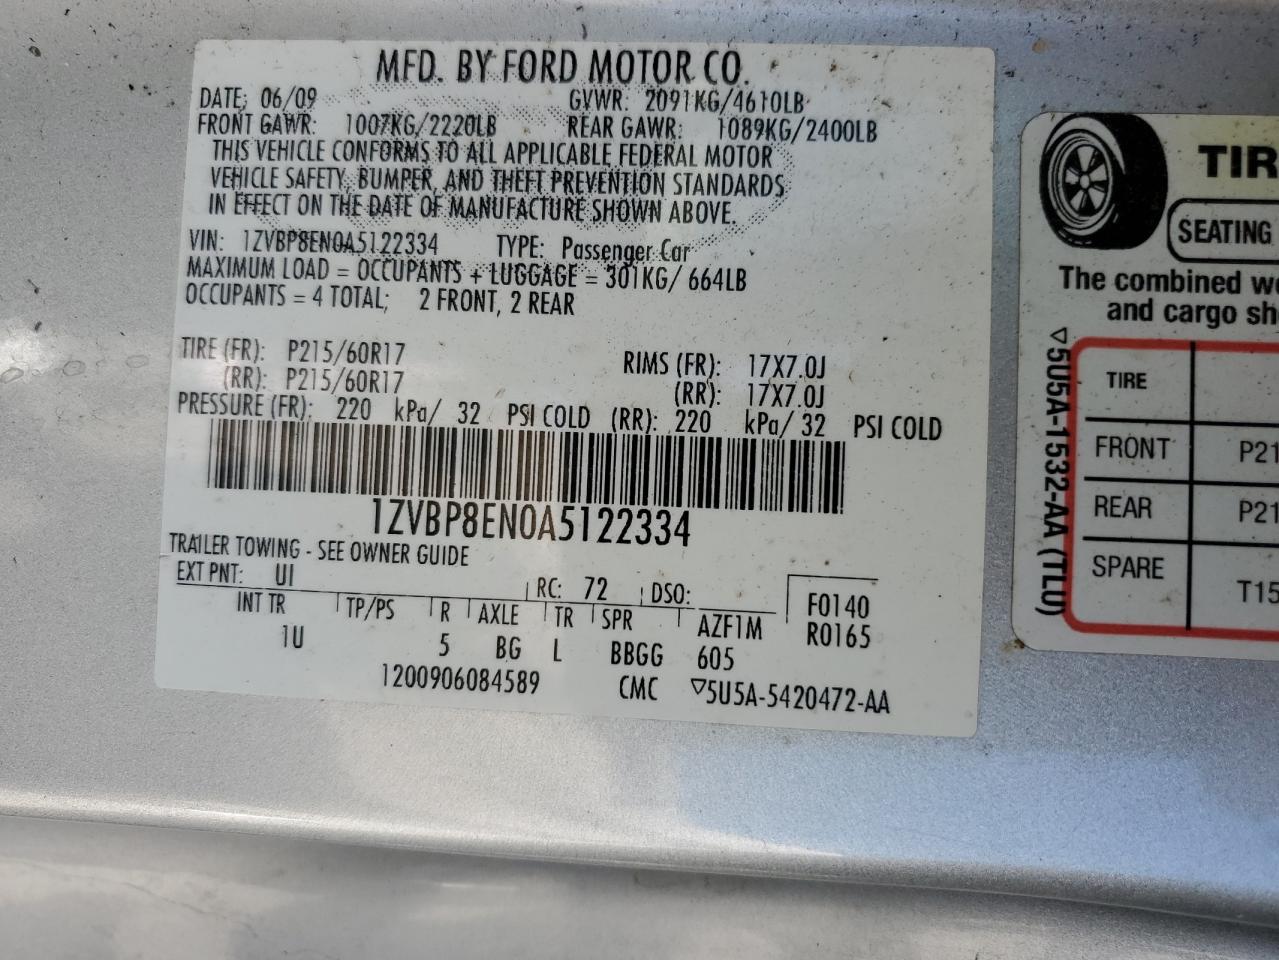 MFD. BY FORD MOTOR CO.
DATE: 06/09 GVWR: 2091KG/4610LB
FRONT GAWR: 1007KG/2220LB REAR GAWR: 1089KG/2400LB
THIS VEHICLE CONFORMS TO ALL APPLICABLE FEDERAL MOTOR
VEHICLE SAFETY, BUMPER, AND THEFT PREVENTION STANDARDS
IN EFFECT ON THE DATE OF MANUFACTURE SHOWN ABOVE.
VIN: 1ZVBP8EN0A5122334 TYPE: Passenger Car
MAXIMUM LOAD = OCCUPANTS + LUGGAGE = 301KG/ 664LB
OCCUPANTS = 4 TOTAL; 2 FRONT, 2 REAR
TIRE (FR): P215/60R17 RIMS (FR): 17X7.0J
(RR): P215/60R17 (RR): 17X7.0J
PRESSURE (FR): 220 kPa/ 32 PSI COLD (RR): 220 kPa/ 32 PSI COLD
1ZVBP8EN0A5122334
TRAILER TOWING - SEE OWNER GUIDE
EXT PNT: UI RC: 72 DSO:
INT TR TP/PS R AXLE TR SPR AZF1M F0140
1U 5 BG L BBGG 605 R0165
1200906084589 CMC ▽5U5A-5420472-AA
TIR
SEATING
The combined we
and cargo sh
▽5U5A-1532-AA (TLU)
TIRE
FRONT P21
REAR P21
SPARE T15